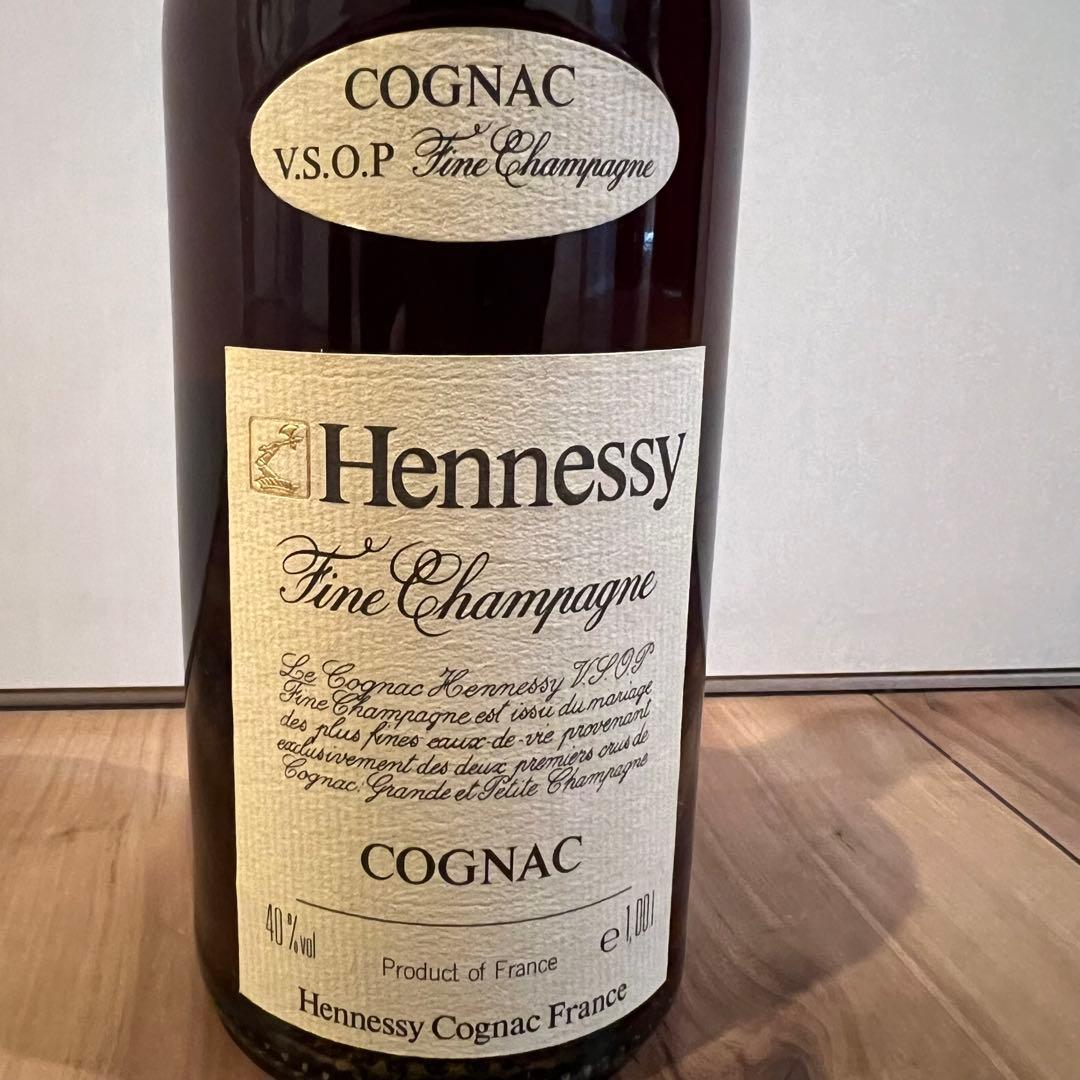 COGNAC
V.S.O.P Fine Champagne
Hennessy
Fine Champagne
Le Cognac Hennessy V.S.O.P
Fine Champagne est issu du mariage
des plus fines eaux-de-vie provenant
exclusivement des deux premiers crus de
Cognac: Grande et Petite Champagne
COGNAC
40%vol
e 1,00 l
Product of France
Hennessy Cognac France